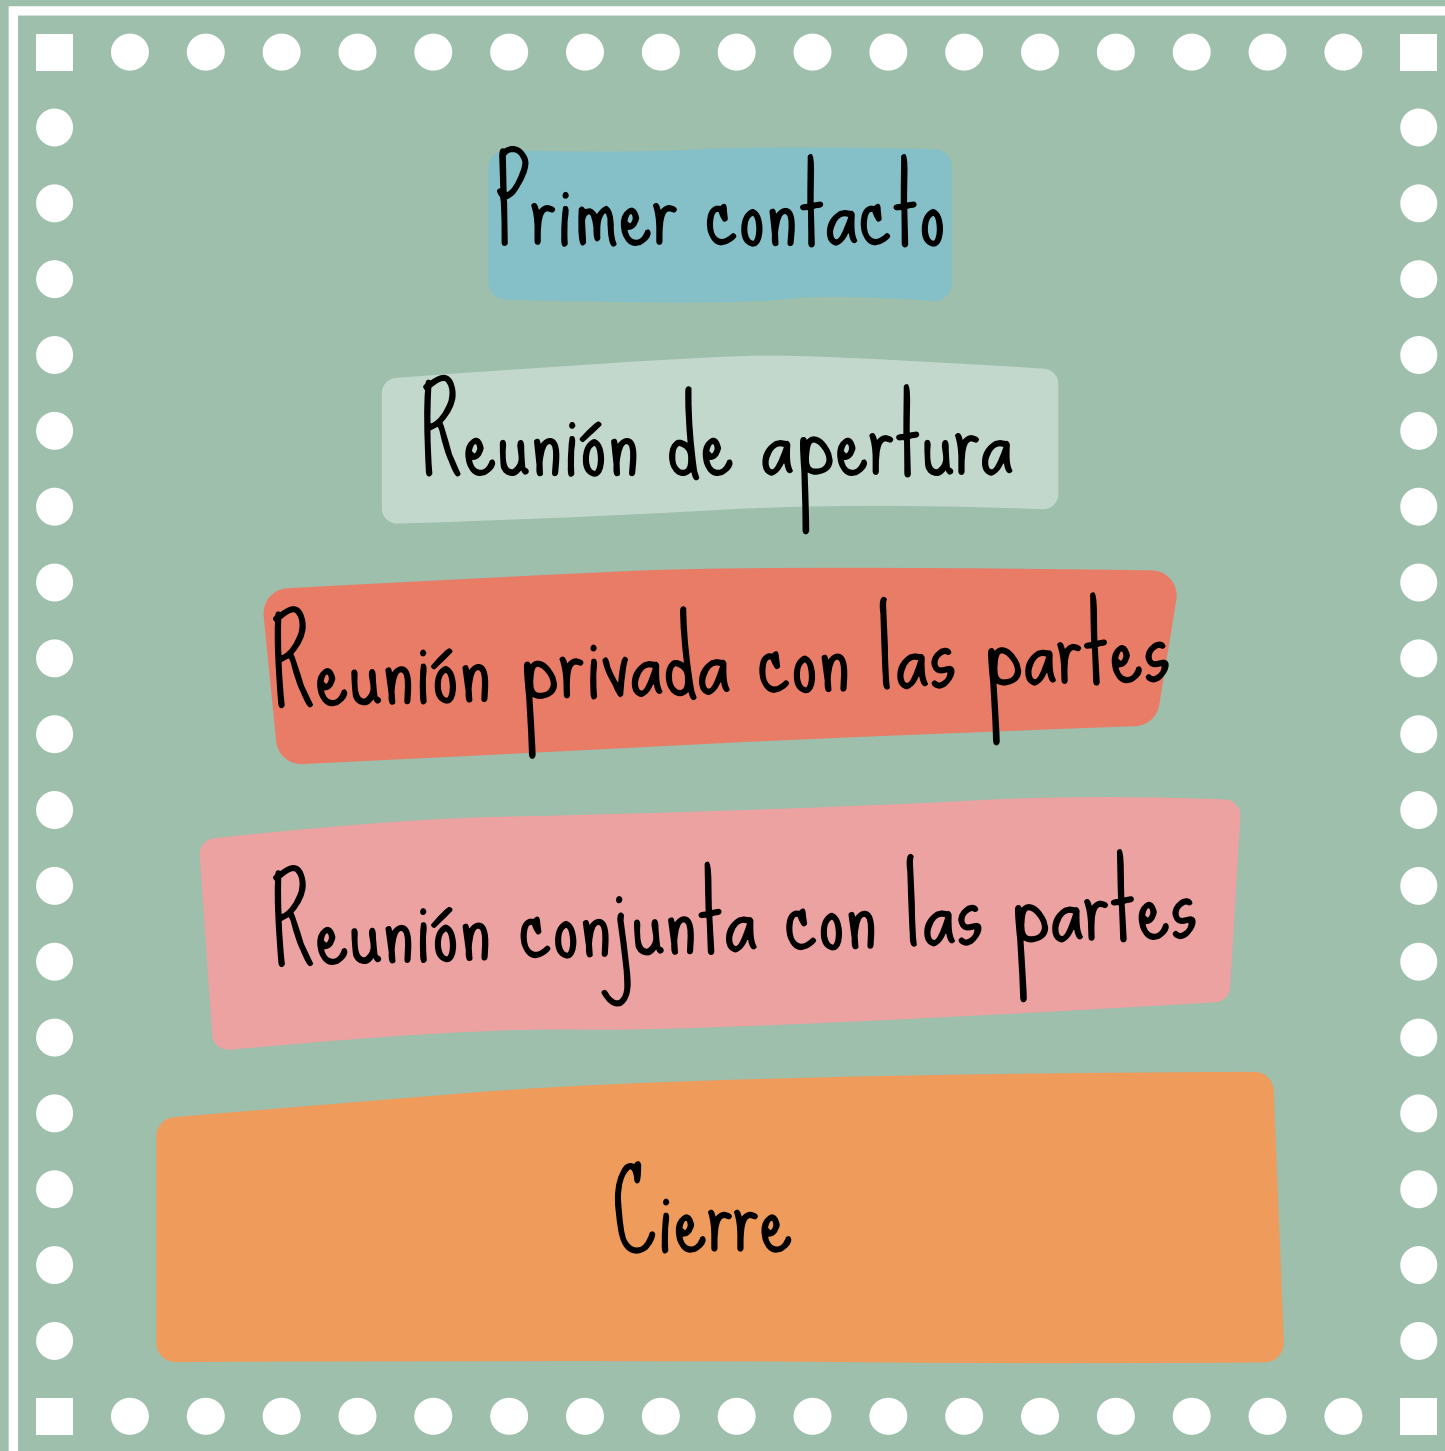 Primer contacto
Reunión de apertura
Reunión privada con las partes
Reunión conjunta con las partes
Cierre